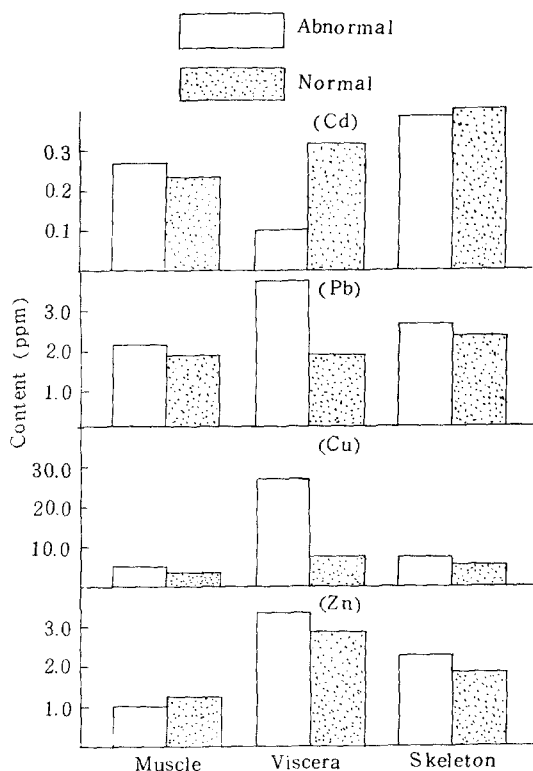 Abnormal
Normal
(Cd)
0.3
0.2
0.1
(Pb)
3.0
2.0
1.0
(Cu)
30.0
20.0
10.0
(Zn)
3.0
2.0
1.0
Content (ppm)
Muscle Viscera Skeleton